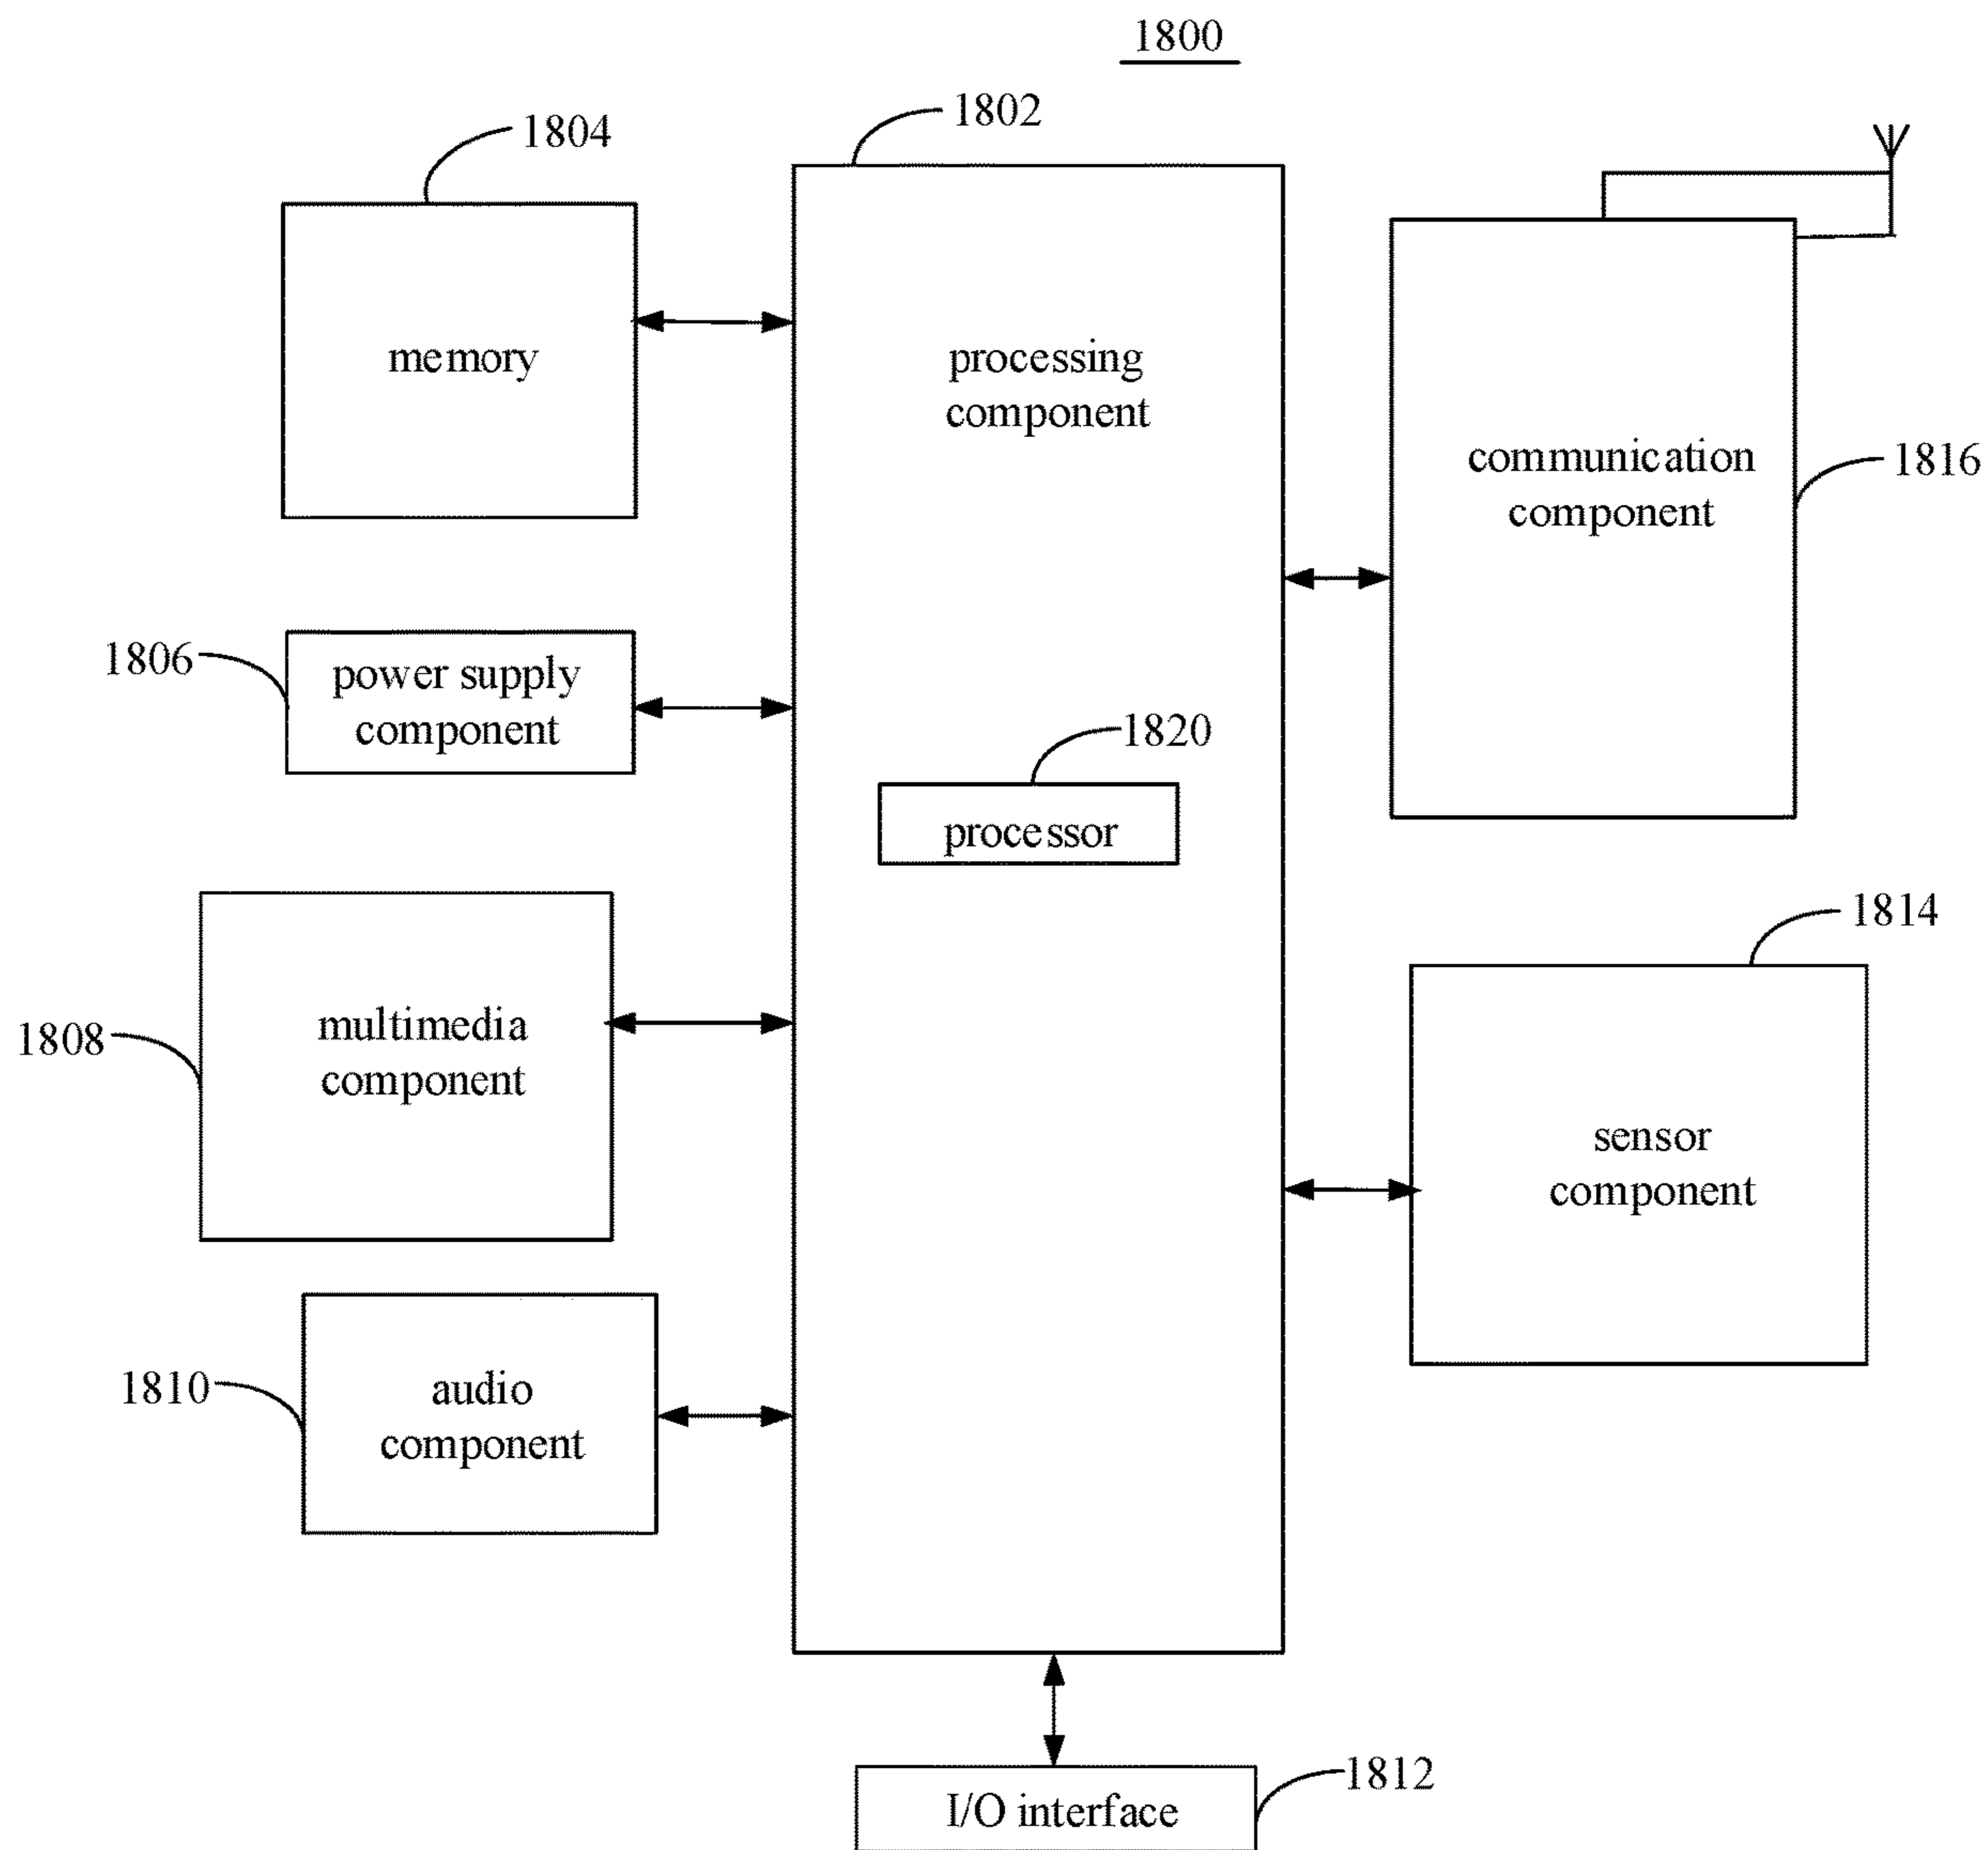 1800
1802
1804
memory
processing
component
communication
component
1816
1806
power supply
component
1820
processor
1814
1808
multimedia
component
sensor
component
1810
audio
component
1812
I/O interface